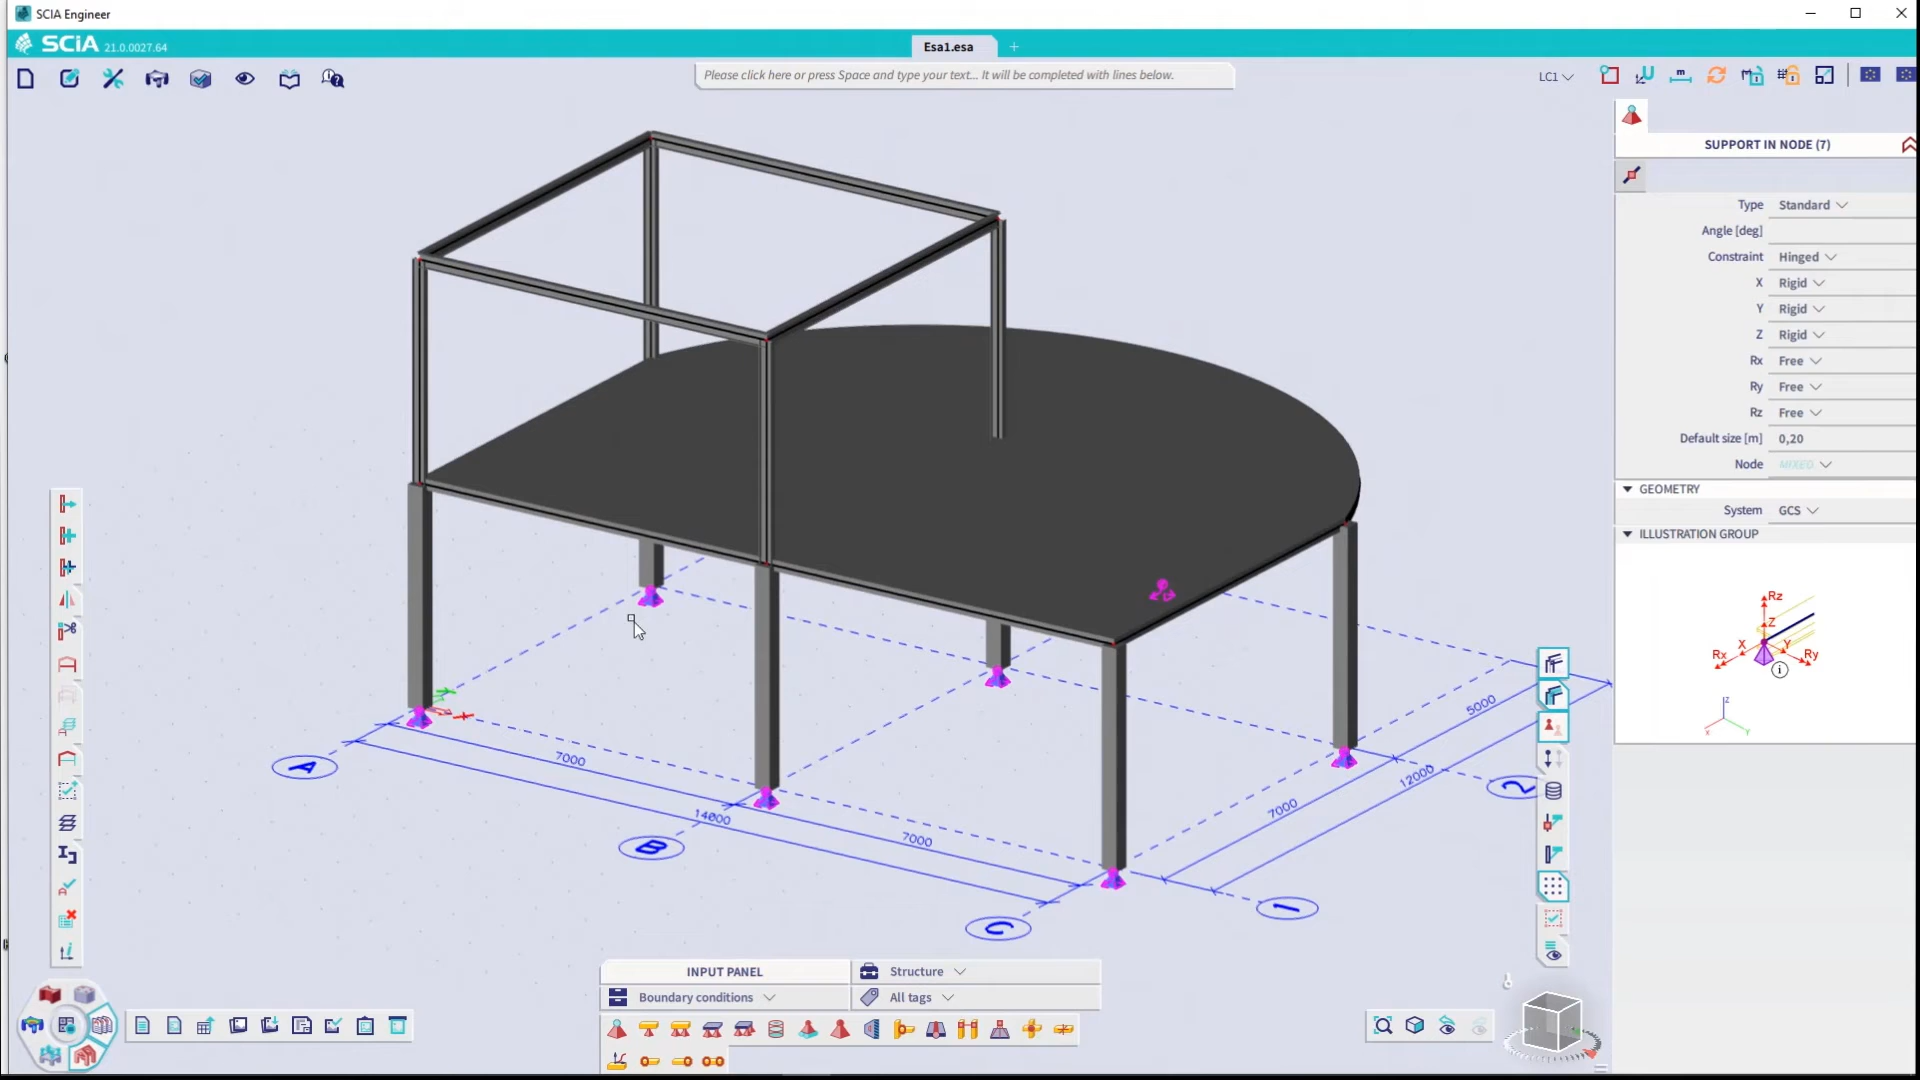 SCIA Engineer
SCiA 21.0.0027.64
Esa1.esa
Please click here or press Space and type your text... It will be completed with lines below.
LC1
SUPPORT IN NODE (7)
Type Standard
Angle [deg]
Constraint Hinged
X Rigid
Y Rigid
Z Rigid
Rx Free
Ry Free
Rz Free
Default size [m] 0,20
Node MIXED
GEOMETRY
System GCS
ILLUSTRATION GROUP
Rz
Z
X
Y
Rx
Ry
Z
X
Y
5000
12000
7000
7000
14000
7000
A
B
C
1
2
INPUT PANEL
Structure
Boundary conditions
All tags